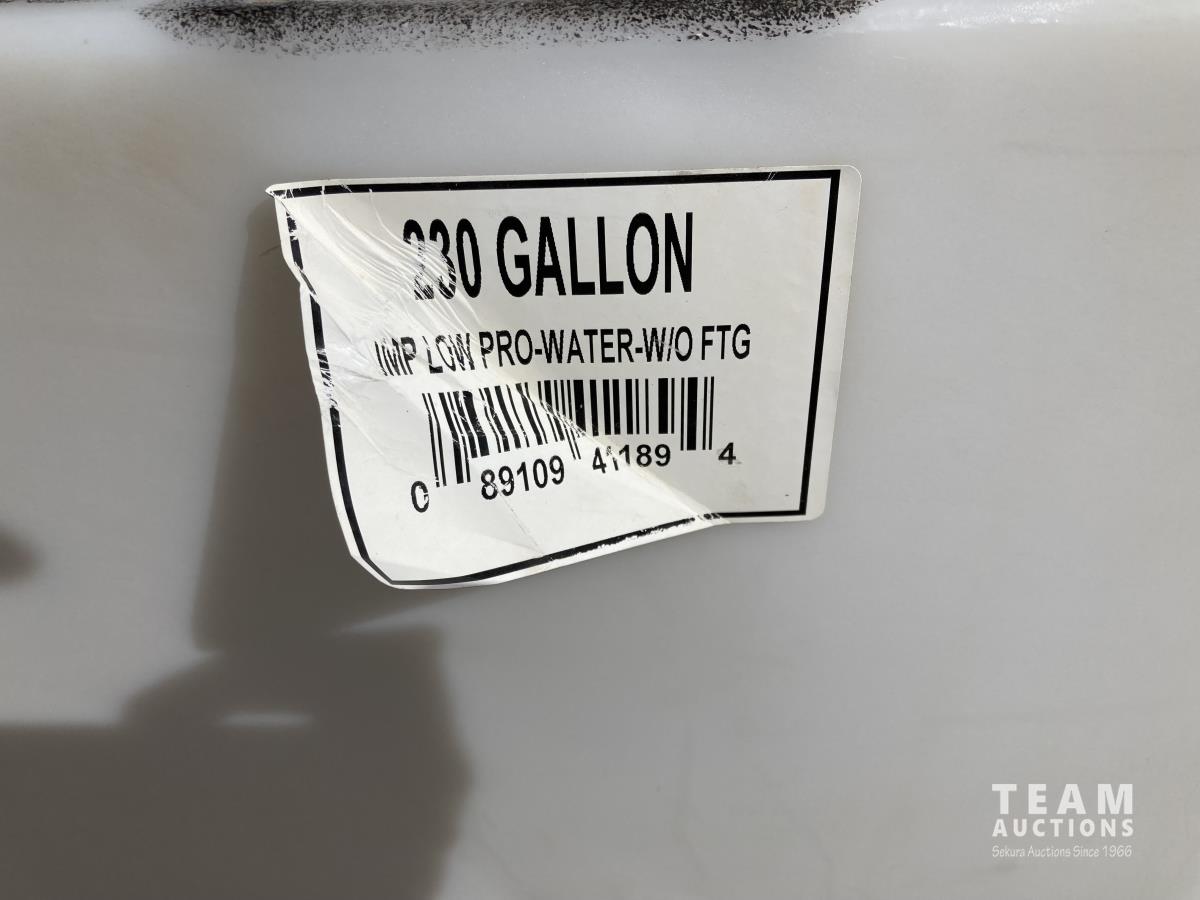 230 GALLON
IMP LOW PRO-WATER-W/O FTG
0 89109 41189 4
TEAM
AUCTIONS
Sekura Auctions Since 1966